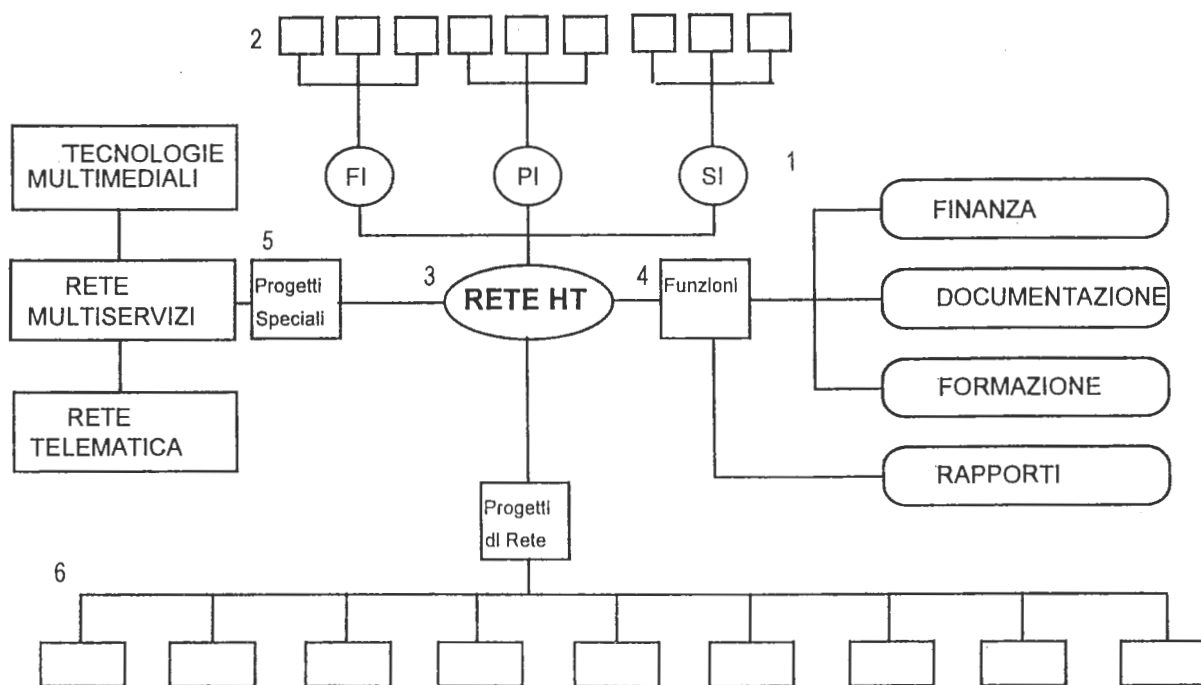 2
TECNOLOGIE
MULTIMEDIALI
FI
PI
SI
1
FINANZA
5
RETE
MULTISERVIZI
Progetti
Speciali
3
RETE HT
4
Funzioni
DOCUMENTAZIONE
FORMAZIONE
RETE
TELEMATICA
RAPPORTI
Progetti
dI Rete
6